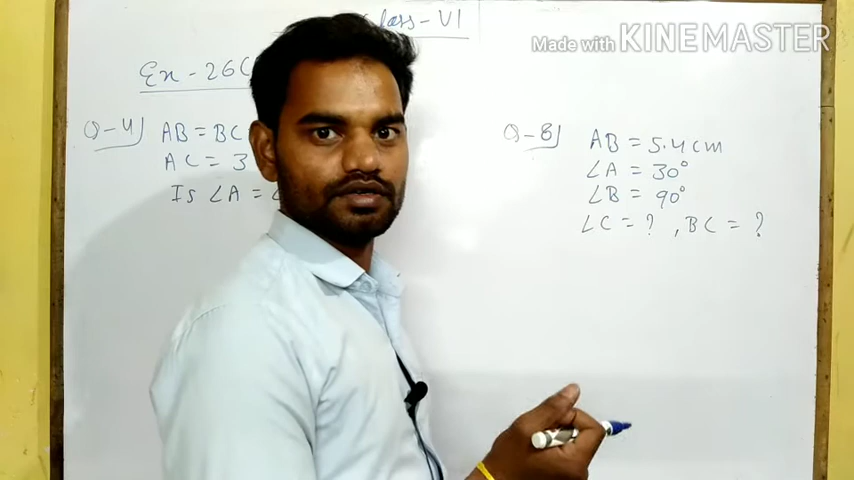 Class-VI
Made with KINEMASTER
Ex - 26(
Q-4) AB = BC
AC = 3
Is ∠A =
Q-8) AB = 5.4 cm
∠A = 30°
∠B = 90°
∠C = ? , BC = ?